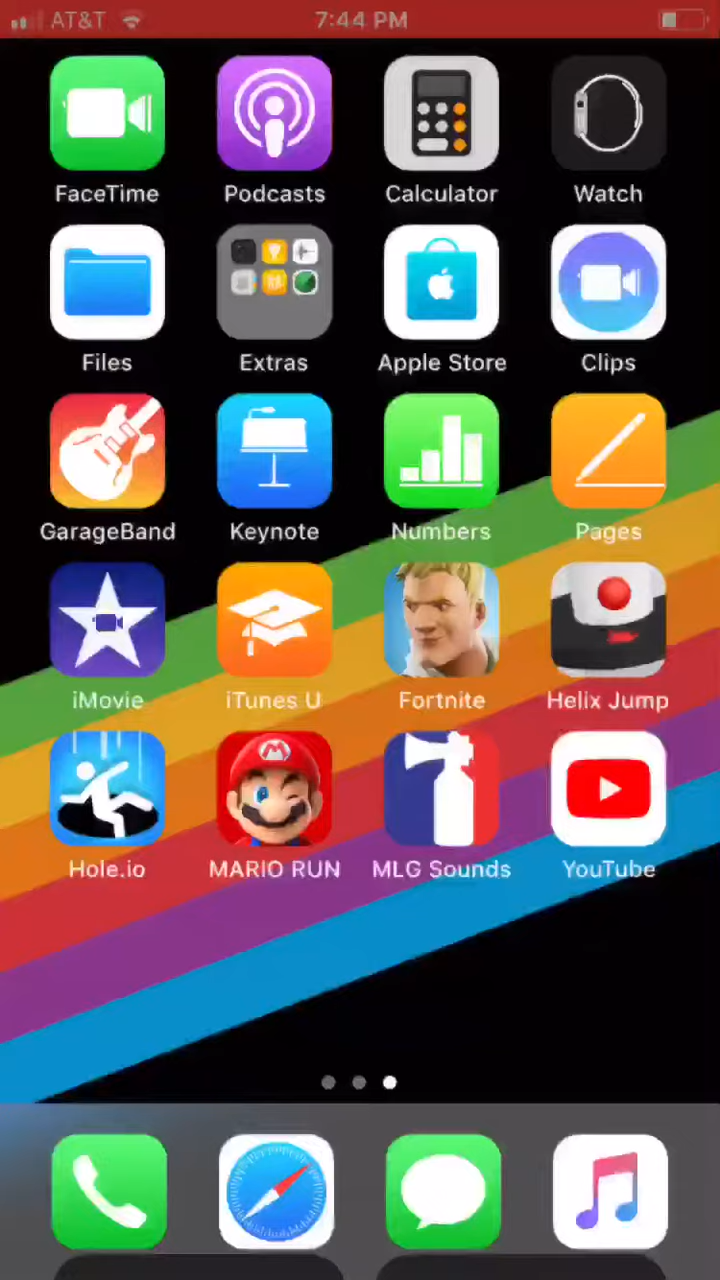 AT&T 7:44 PM
FaceTime Podcasts Calculator Watch
Files Extras Apple Store Clips
GarageBand Keynote Numbers Pages
iMovie iTunes U Fortnite Helix Jump
Hole.io MARIO RUN MLG Sounds YouTube